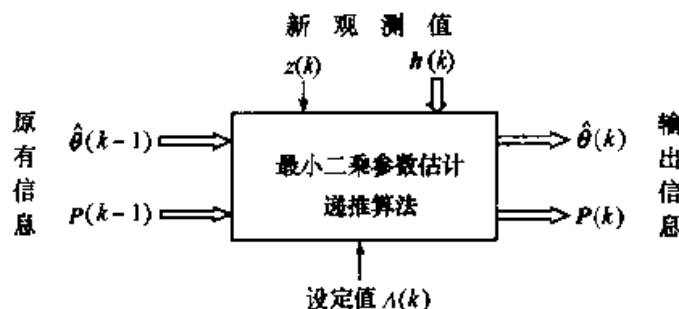 新观测值
z(k) h(k)
原有信息
θ̂(k-1)
P(k-1)
最小二乘参数估计
递推算法
θ̂(k)
P(k)
输出信息
设定值 Λ(k)